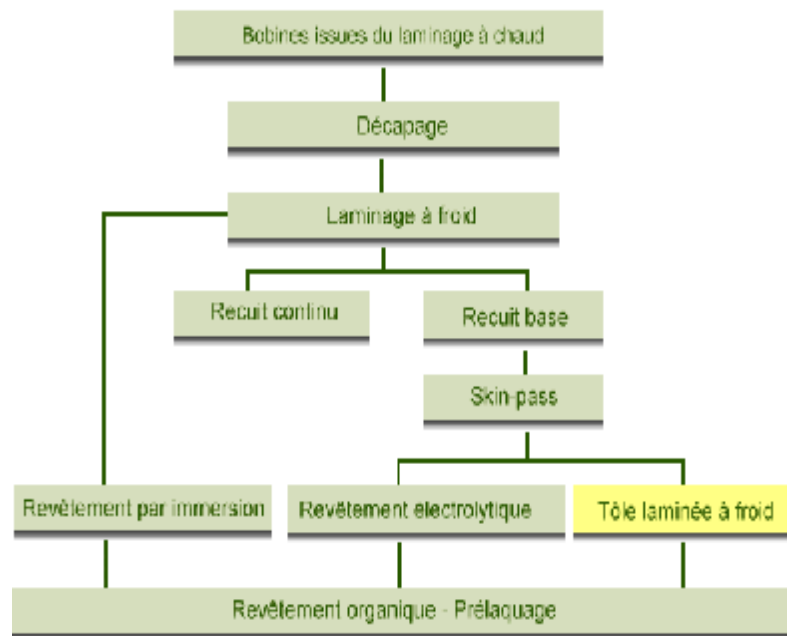 Bobines issues du laminage à chaud
Décapage
Laminage à froid
Recuit continu
Recuit base
Skin-pass
Revêtement par immersion
Revêtement électrolytique
Tôle laminée à froid
Revêtement organique - Prélaquage